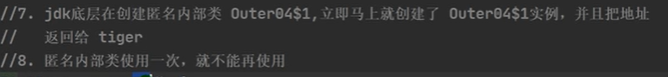 //7. jdk底层在创建匿名内部类 Outer04$1,立即马上就创建了 Outer04$1实例，并且把地址
// 返回给 tiger
//8. 匿名内部类使用一次，就不能再使用